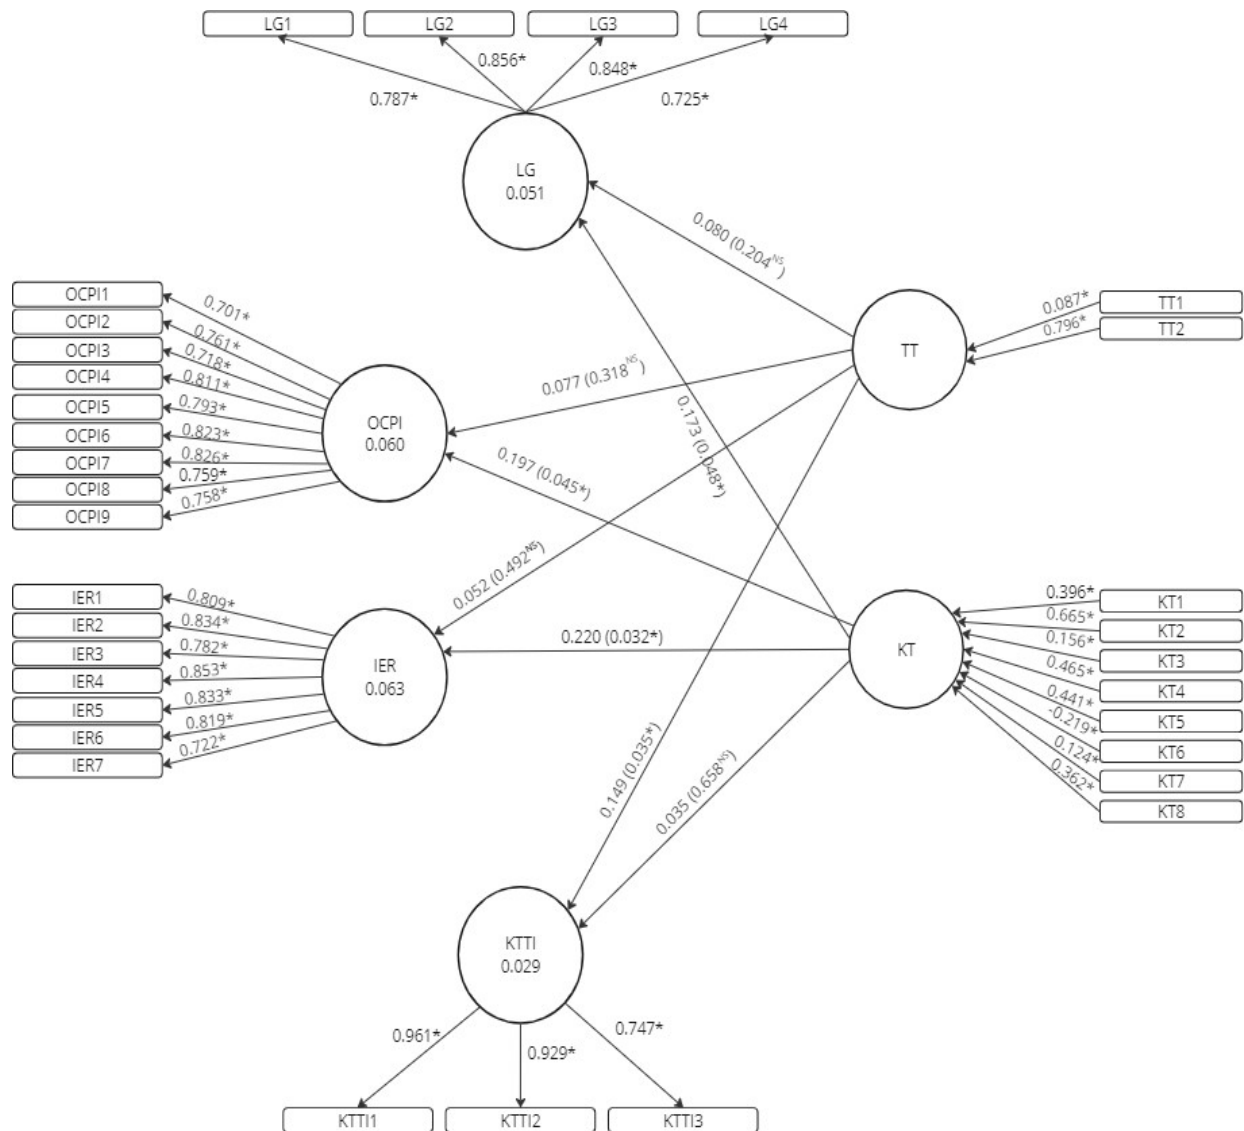 LG1
LG2
LG3
LG4
0.787*
0.856*
0.848*
0.725*
LG
0.051
0.080 (0.204NS)
0.173 (0.048*)
OCPI1
OCPI2
OCPI3
OCPI4
OCPI5
OCPI6
OCPI7
OCPI8
OCPI9
0.701*
0.761*
0.718*
0.811*
0.793*
0.823*
0.826*
0.759*
0.758*
OCPI
0.060
0.077 (0.318NS)
0.197 (0.045*)
TT
0.087*
0.796*
TT1
TT2
IER1
IER2
IER3
IER4
IER5
IER6
IER7
0.809*
0.834*
0.782*
0.853*
0.833*
0.819*
0.722*
IER
0.063
0.052 (0.492NS)
0.220 (0.032*)
KT
0.396*
0.665*
0.156*
0.465*
0.441*
-0.219*
0.124*
0.362*
KT1
KT2
KT3
KT4
KT5
KT6
KT7
KT8
0.149 (0.035*)
0.035 (0.658NS)
KTTI
0.029
0.961*
0.929*
0.747*
KTTI1
KTTI2
KTTI3